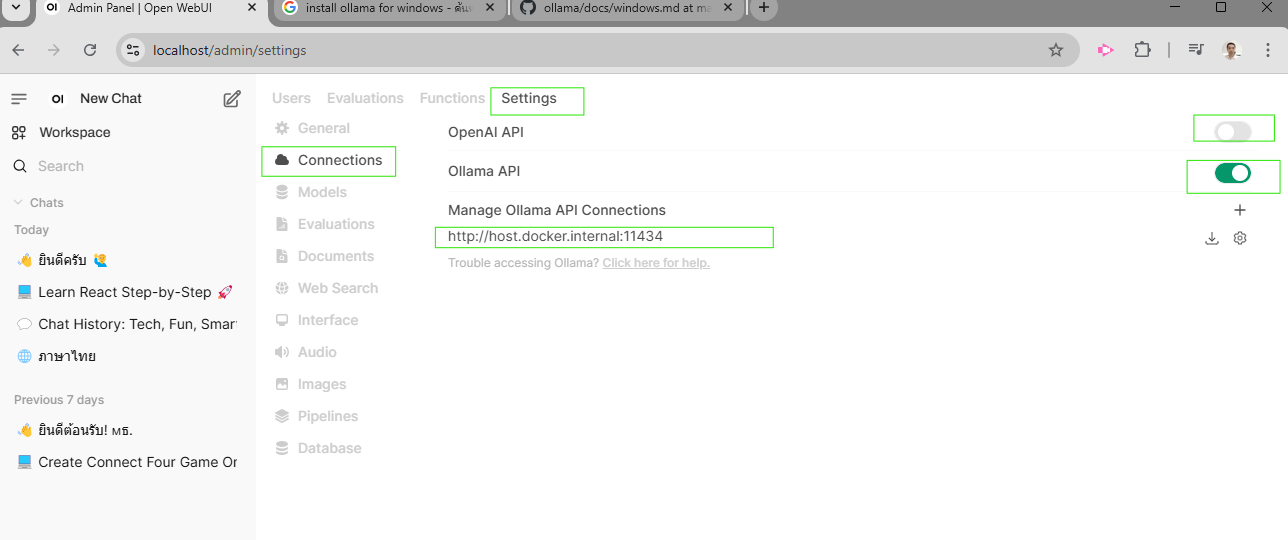 Admin Panel | Open WebUI
install ollama for windows - ค้นห
ollama/docs/windows.md at ma
localhost/admin/settings
OI New Chat
Workspace
Search
Chats
Today
👋 ยินดีครับ 🙋
💻 Learn React Step-by-Step 🚀
💬 Chat History: Tech, Fun, Smar
🌐 ภาษาไทย
Previous 7 days
👋 ยินดีต้อนรับ! มธ.
💻 Create Connect Four Game On
Users Evaluations Functions Settings
General
Connections
Models
Evaluations
Documents
Web Search
Interface
Audio
Images
Pipelines
Database
OpenAI API
Ollama API
Manage Ollama API Connections
http://host.docker.internal:11434
Trouble accessing Ollama? Click here for help.